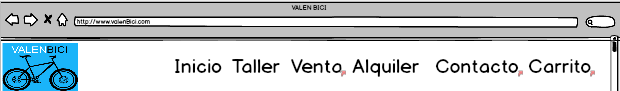 VALEN BICI
http://www.valenBici.com
VALENBICI
Inicio Taller Venta Alquiler Contacto Carrito